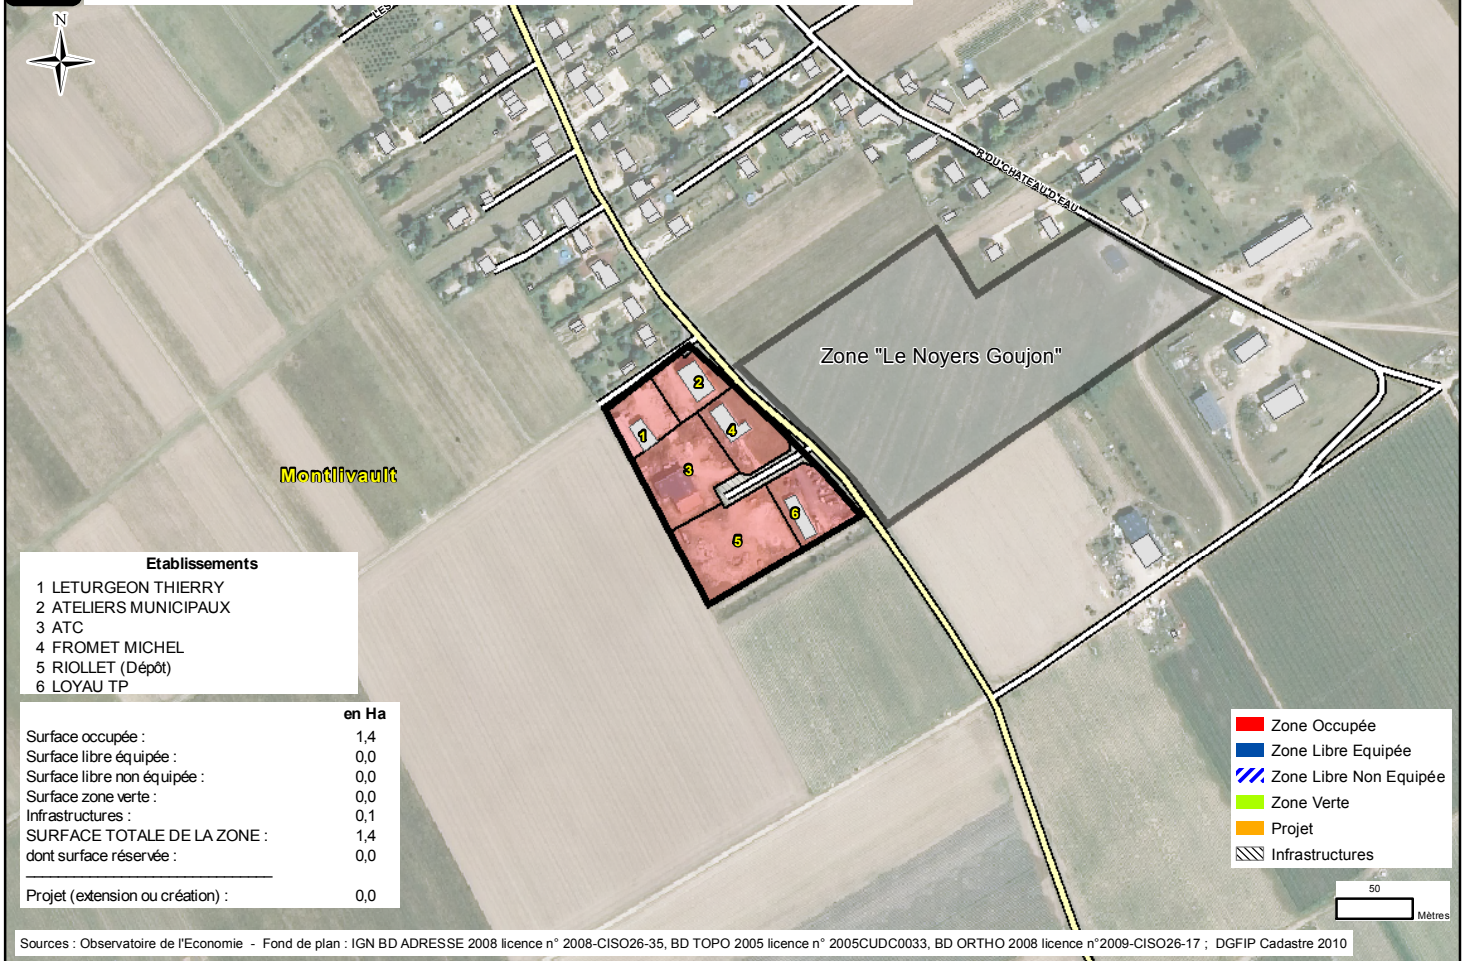 N
R DU CHATEAU D'EAU
Zone "Le Noyers Goujon"
Montlivault
1
2
3
4
5
6
Etablissements
1 LETURGEON THIERRY
2 ATELIERS MUNICIPAUX
3 ATC
4 FROMET MICHEL
5 RIOLLET (Dépôt)
6 LOYAU TP
en Ha
Surface occupée : 1,4
Surface libre équipée : 0,0
Surface libre non équipée : 0,0
Surface zone verte : 0,0
Infrastructures : 0,1
SURFACE TOTALE DE LA ZONE : 1,4
dont surface réservée : 0,0
Projet (extension ou création) : 0,0
Zone Occupée
Zone Libre Equipée
Zone Libre Non Equipée
Zone Verte
Projet
Infrastructures
50
Mètres
Sources : Observatoire de l'Economie - Fond de plan : IGN BD ADRESSE 2008 licence n° 2008-CISO26-35, BD TOPO 2005 licence n° 2005CUDC0033, BD ORTHO 2008 licence n°2009-CISO26-17 ; DGFIP Cadastre 2010